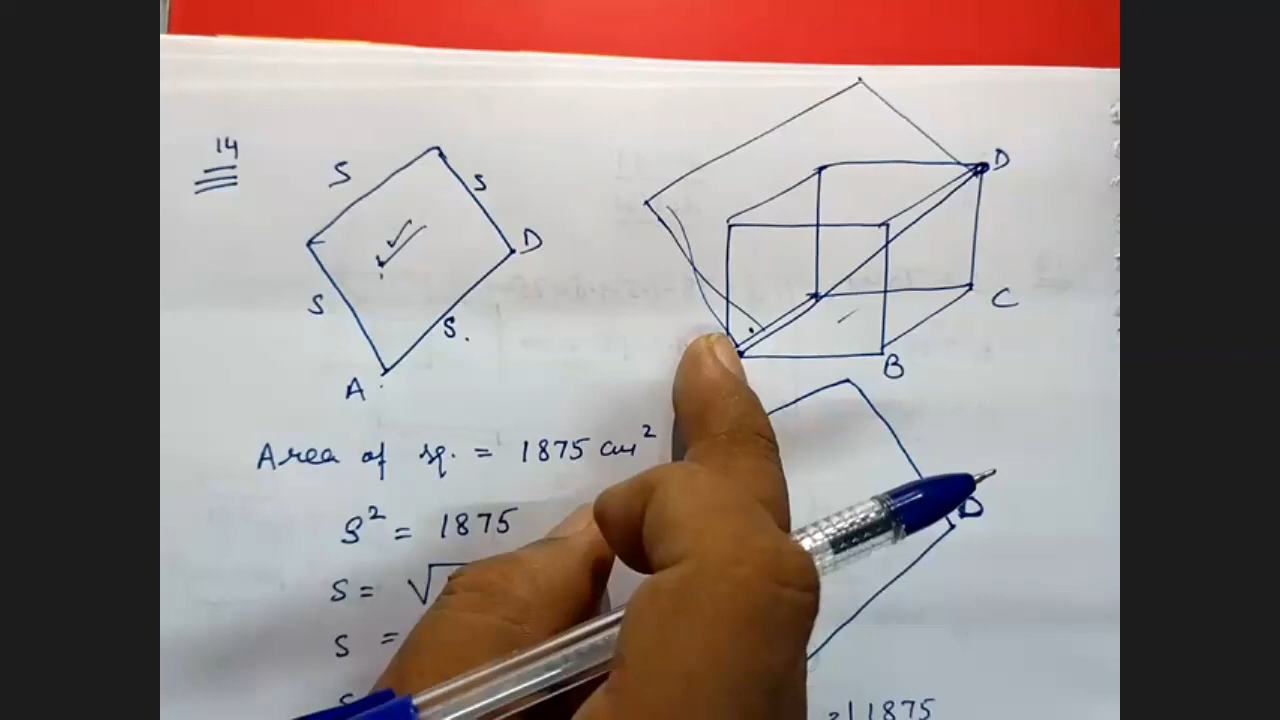 14
S
S
D
S
S.
A
D
C
B
Area of sq. = 1875 cm²
S² = 1875
S = √
S =
S
D
1875